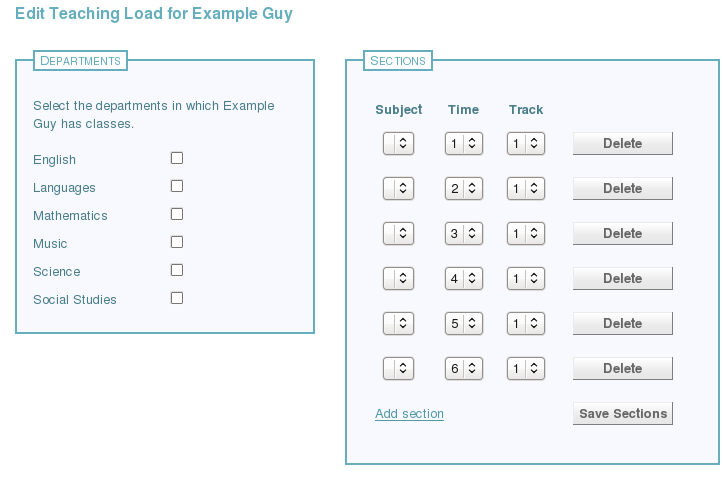 Edit Teaching Load for Example Guy
DEPARTMENTS
Select the departments in which Example
Guy has classes.
English
Languages
Mathematics
Music
Science
Social Studies
SECTIONS
Subject Time Track
1 1 Delete
2 1 Delete
3 1 Delete
4 1 Delete
5 1 Delete
6 1 Delete
Add section Save Sections